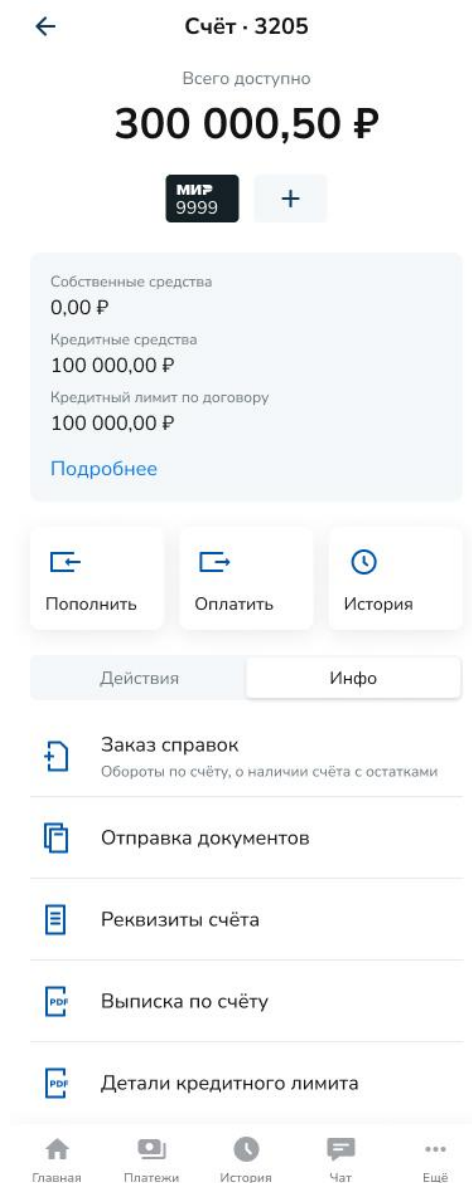 Счёт · 3205
Всего доступно
300 000,50 ₽
МИР
9999
+
Собственные средства
0,00 ₽
Кредитные средства
100 000,00 ₽
Кредитный лимит по договору
100 000,00 ₽
Подробнее
Пополнить Оплатить История
Действия Инфо
Заказ справок
Обороты по счёту, о наличии счёта с остатками
Отправка документов
Реквизиты счёта
PDF Выписка по счёту
PDF Детали кредитного лимита
Главная Платежи История Чат Ещё